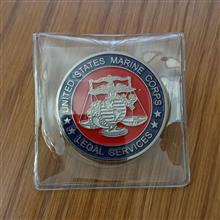 UNITED STATES MARINE CORPS
LEGAL SERVICES